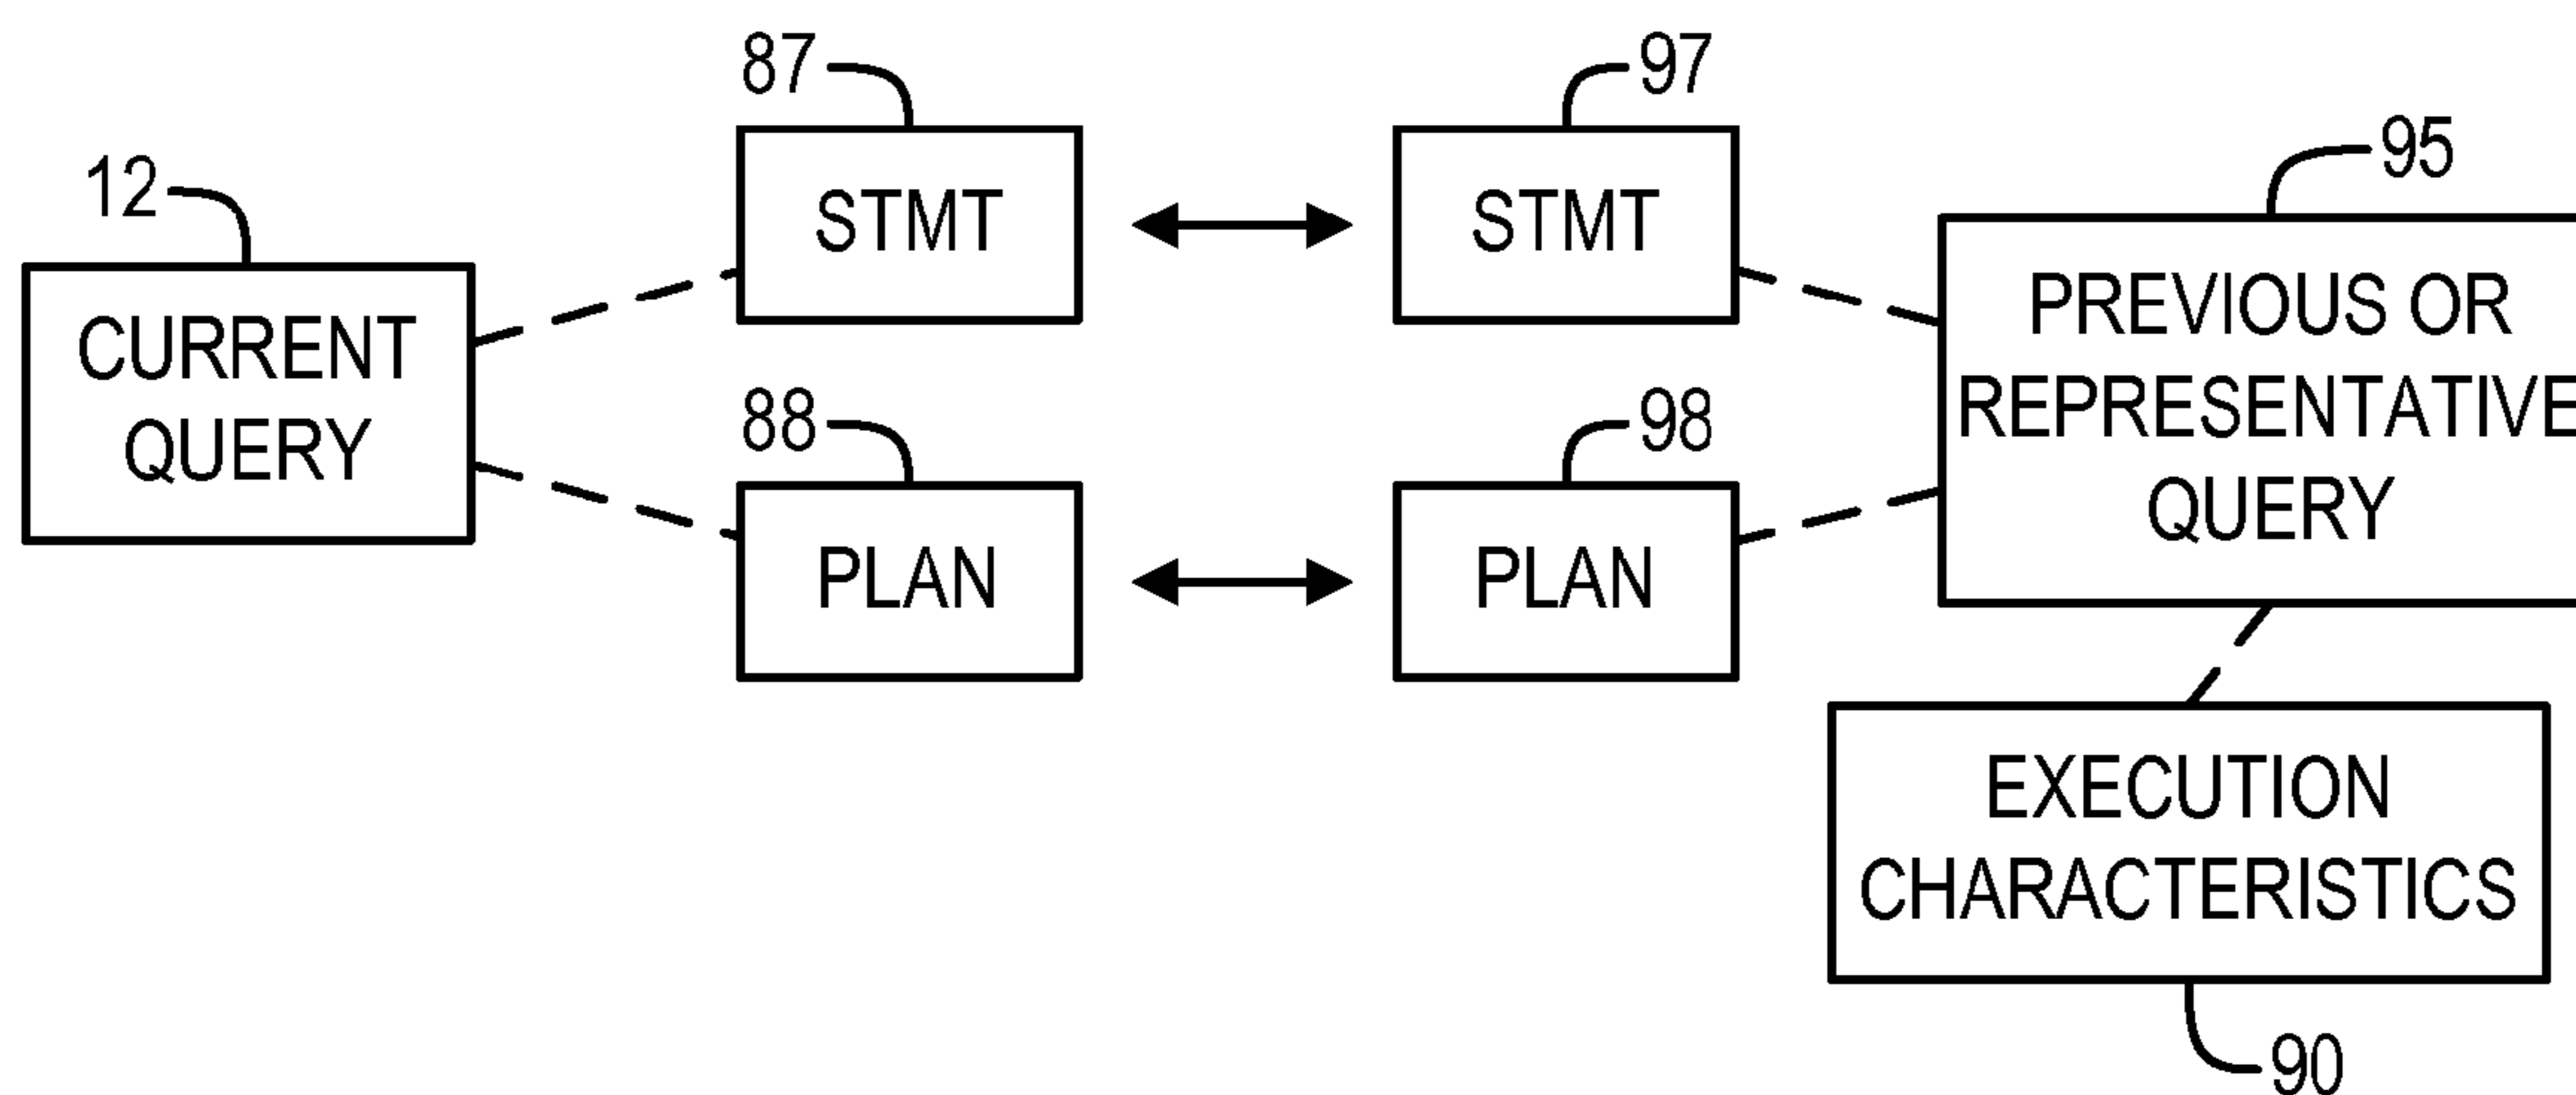 87
97
95
12
STMT
STMT
CURRENT
QUERY
PREVIOUS OR
REPRESENTATIVE
QUERY
88
98
PLAN
PLAN
EXECUTION
CHARACTERISTICS
90